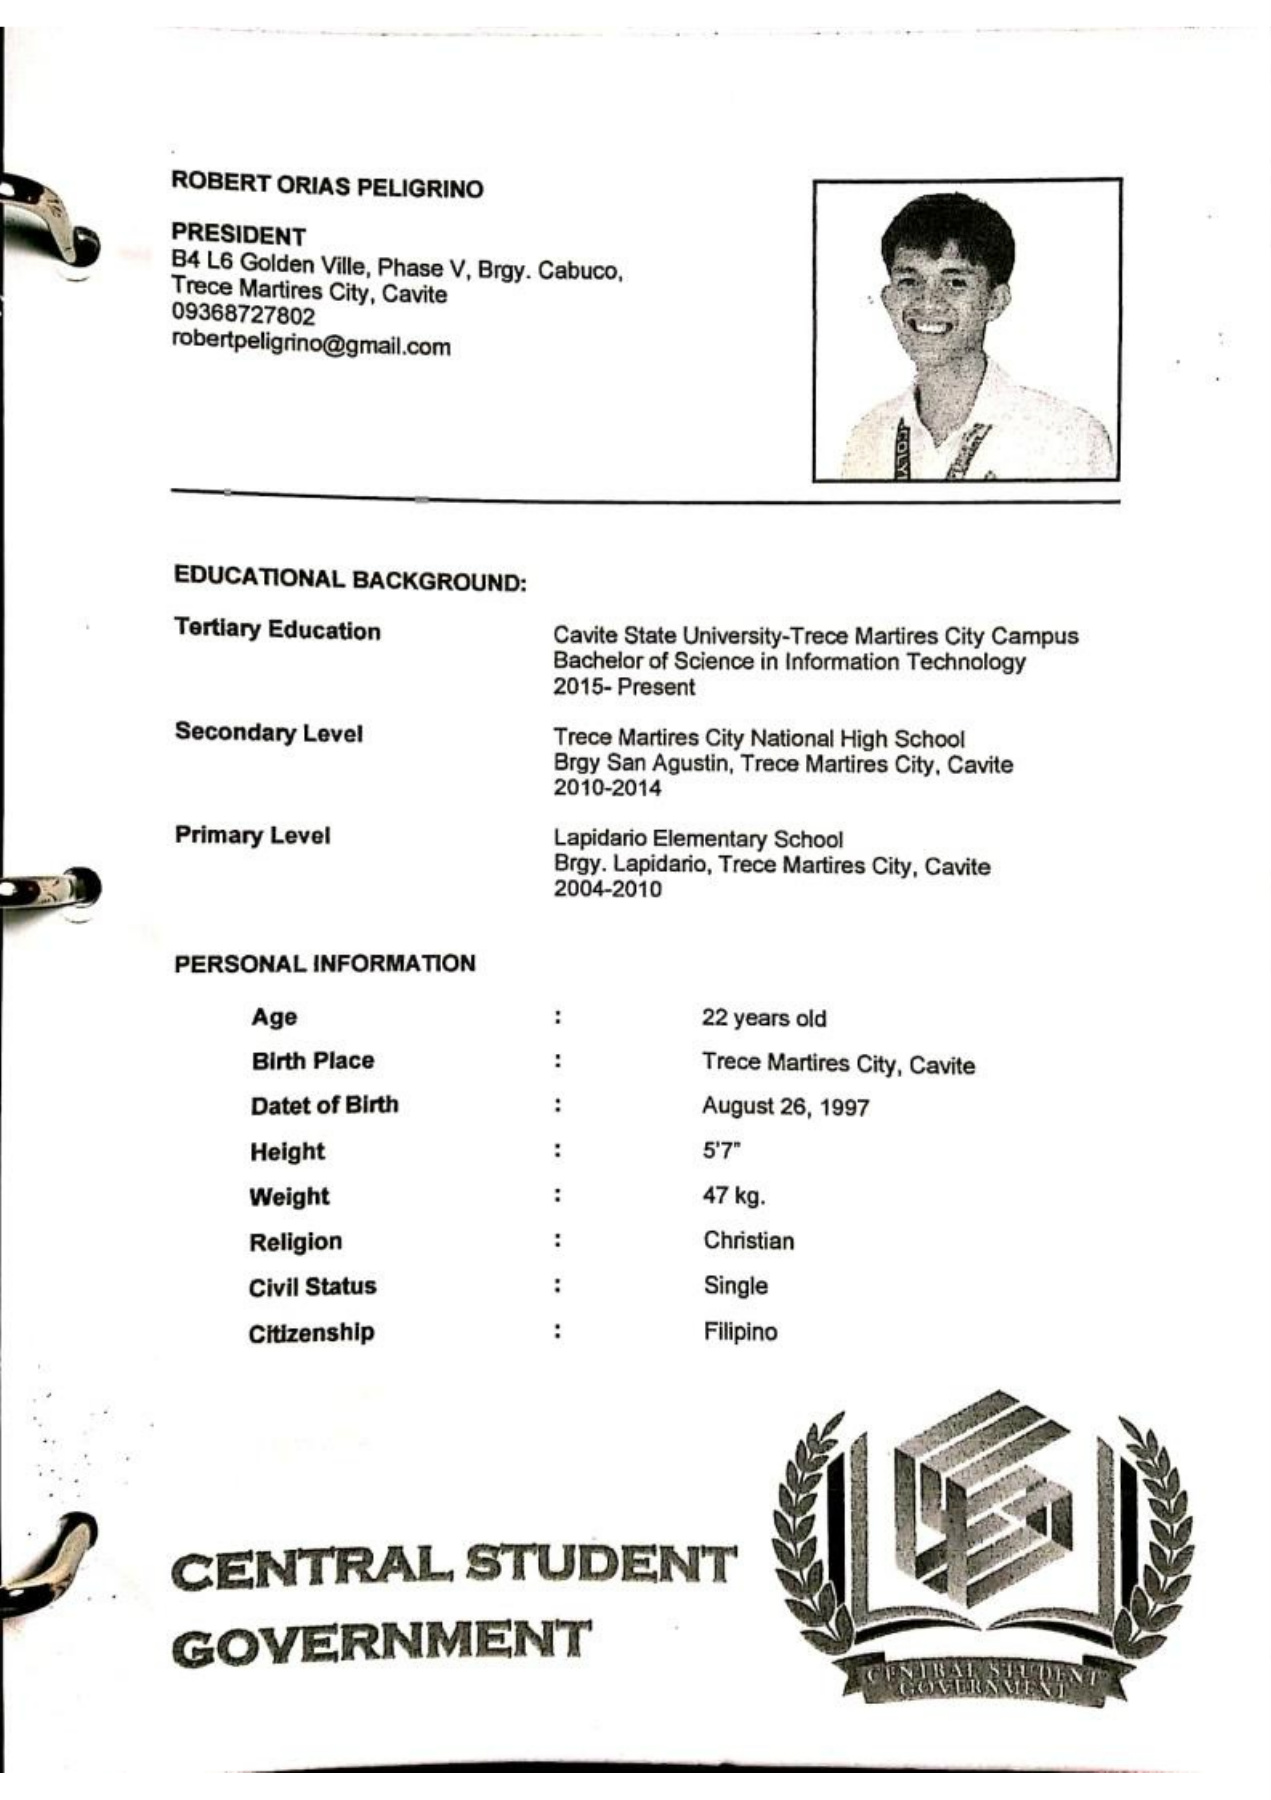 ROBERT ORIAS PELIGRINO
PRESIDENT
B4 L6 Golden Ville, Phase V, Brgy. Cabuco,
Trece Martires City, Cavite
09368727802
robertpeligrino@gmail.com
EDUCATIONAL BACKGROUND:
Tertiary Education
Cavite State University-Trece Martires City Campus
Bachelor of Science in Information Technology
2015- Present
Secondary Level
Trece Martires City National High School
Brgy San Agustin, Trece Martires City, Cavite
2010-2014
Primary Level
Lapidario Elementary School
Brgy. Lapidario, Trece Martires City, Cavite
2004-2010
PERSONAL INFORMATION
Age : 22 years old
Birth Place : Trece Martires City, Cavite
Datet of Birth : August 26, 1997
Height : 5'7"
Weight : 47 kg.
Religion : Christian
Civil Status : Single
Citizenship : Filipino
CENTRAL STUDENT
GOVERNMENT
CENTRAL STUDENT
GOVERNMENT